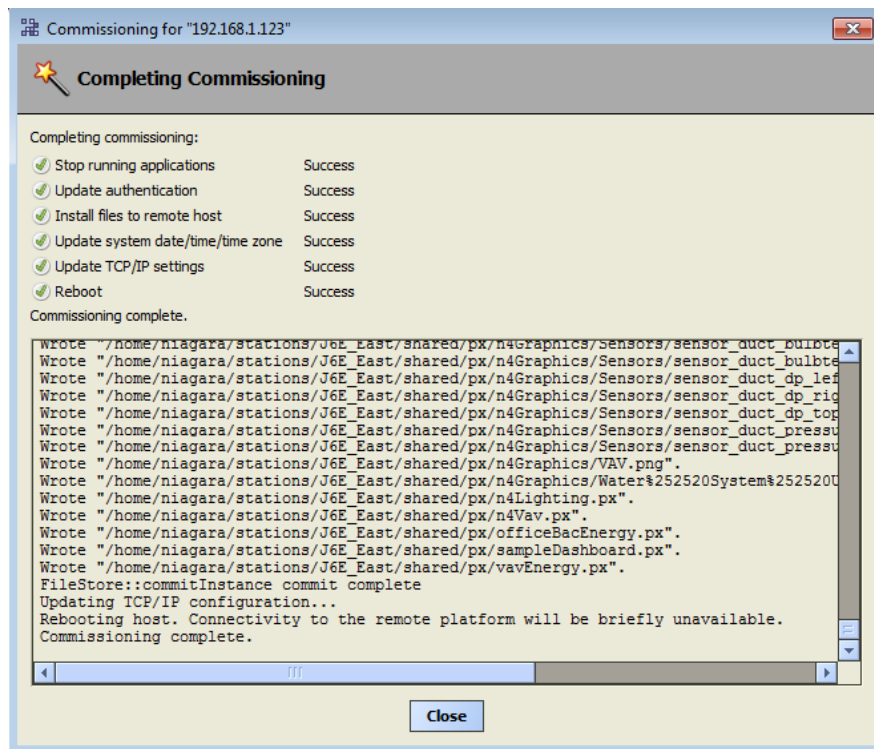 Commissioning for "192.168.1.123"
Completing Commissioning
Completing commissioning:
Stop running applications Success
Update authentication Success
Install files to remote host Success
Update system date/time/time zone Success
Update TCP/IP settings Success
Reboot Success
Commissioning complete.
Wrote "/home/niagara/stations/J6E_East/shared/px/n4Graphics/Sensors/sensor_duct_bulbte
Wrote "/home/niagara/stations/J6E_East/shared/px/n4Graphics/Sensors/sensor_duct_bulbte
Wrote "/home/niagara/stations/J6E_East/shared/px/n4Graphics/Sensors/sensor_duct_dp_lef
Wrote "/home/niagara/stations/J6E_East/shared/px/n4Graphics/Sensors/sensor_duct_dp_rig
Wrote "/home/niagara/stations/J6E_East/shared/px/n4Graphics/Sensors/sensor_duct_dp_top
Wrote "/home/niagara/stations/J6E_East/shared/px/n4Graphics/Sensors/sensor_duct_pressu
Wrote "/home/niagara/stations/J6E_East/shared/px/n4Graphics/Sensors/sensor_duct_pressu
Wrote "/home/niagara/stations/J6E_East/shared/px/n4Graphics/VAV.png".
Wrote "/home/niagara/stations/J6E_East/shared/px/n4Graphics/Water%252520System%252520U
Wrote "/home/niagara/stations/J6E_East/shared/px/n4Lighting.px".
Wrote "/home/niagara/stations/J6E_East/shared/px/n4Vav.px".
Wrote "/home/niagara/stations/J6E_East/shared/px/officeBacEnergy.px".
Wrote "/home/niagara/stations/J6E_East/shared/px/sampleDashboard.px".
Wrote "/home/niagara/stations/J6E_East/shared/px/vavEnergy.px".
FileStore::commitInstance commit complete
Updating TCP/IP configuration...
Rebooting host. Connectivity to the remote platform will be briefly unavailable.
Commissioning complete.
Close